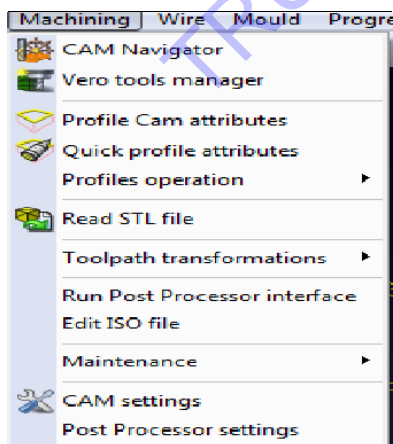 Machining Wire Mould Progre
CAM Navigator
Vero tools manager
Profile Cam attributes
Quick profile attributes
Profiles operation
Read STL file
Toolpath transformations
Run Post Processor interface
Edit ISO file
Maintenance
CAM settings
Post Processor settings